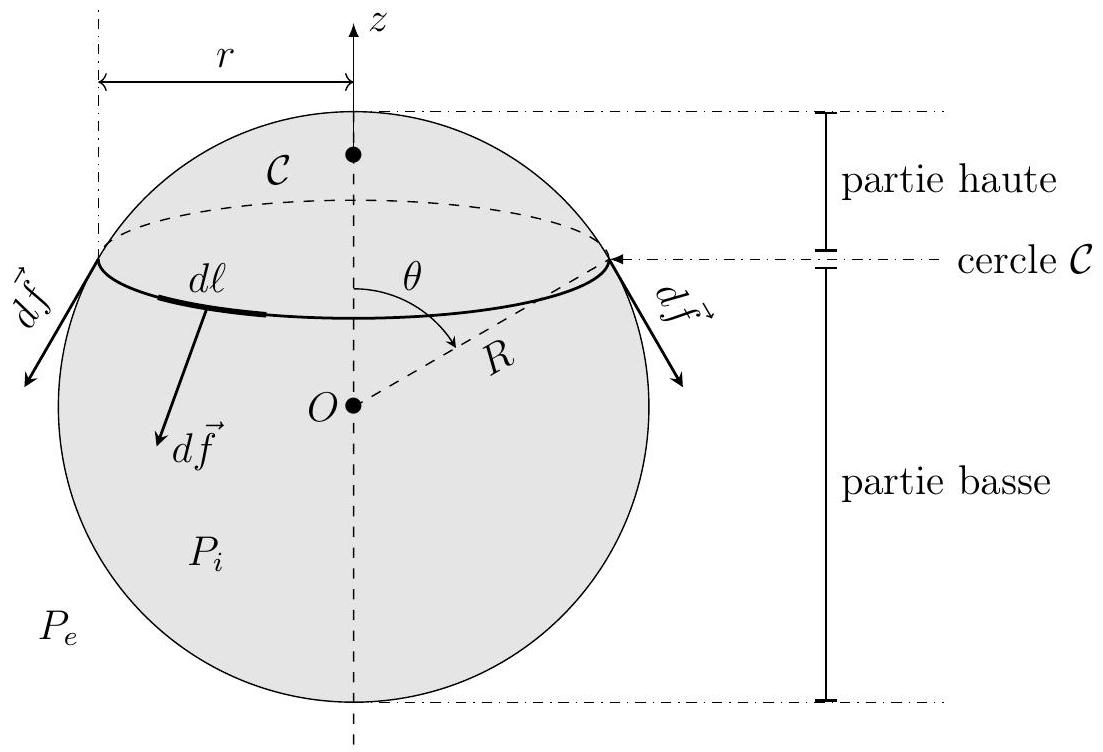 z
r
𝒞
partie haute
dℓ
θ
cercle 𝒞
df⃗
df⃗
R
O
df⃗
partie basse
P_i
P_e